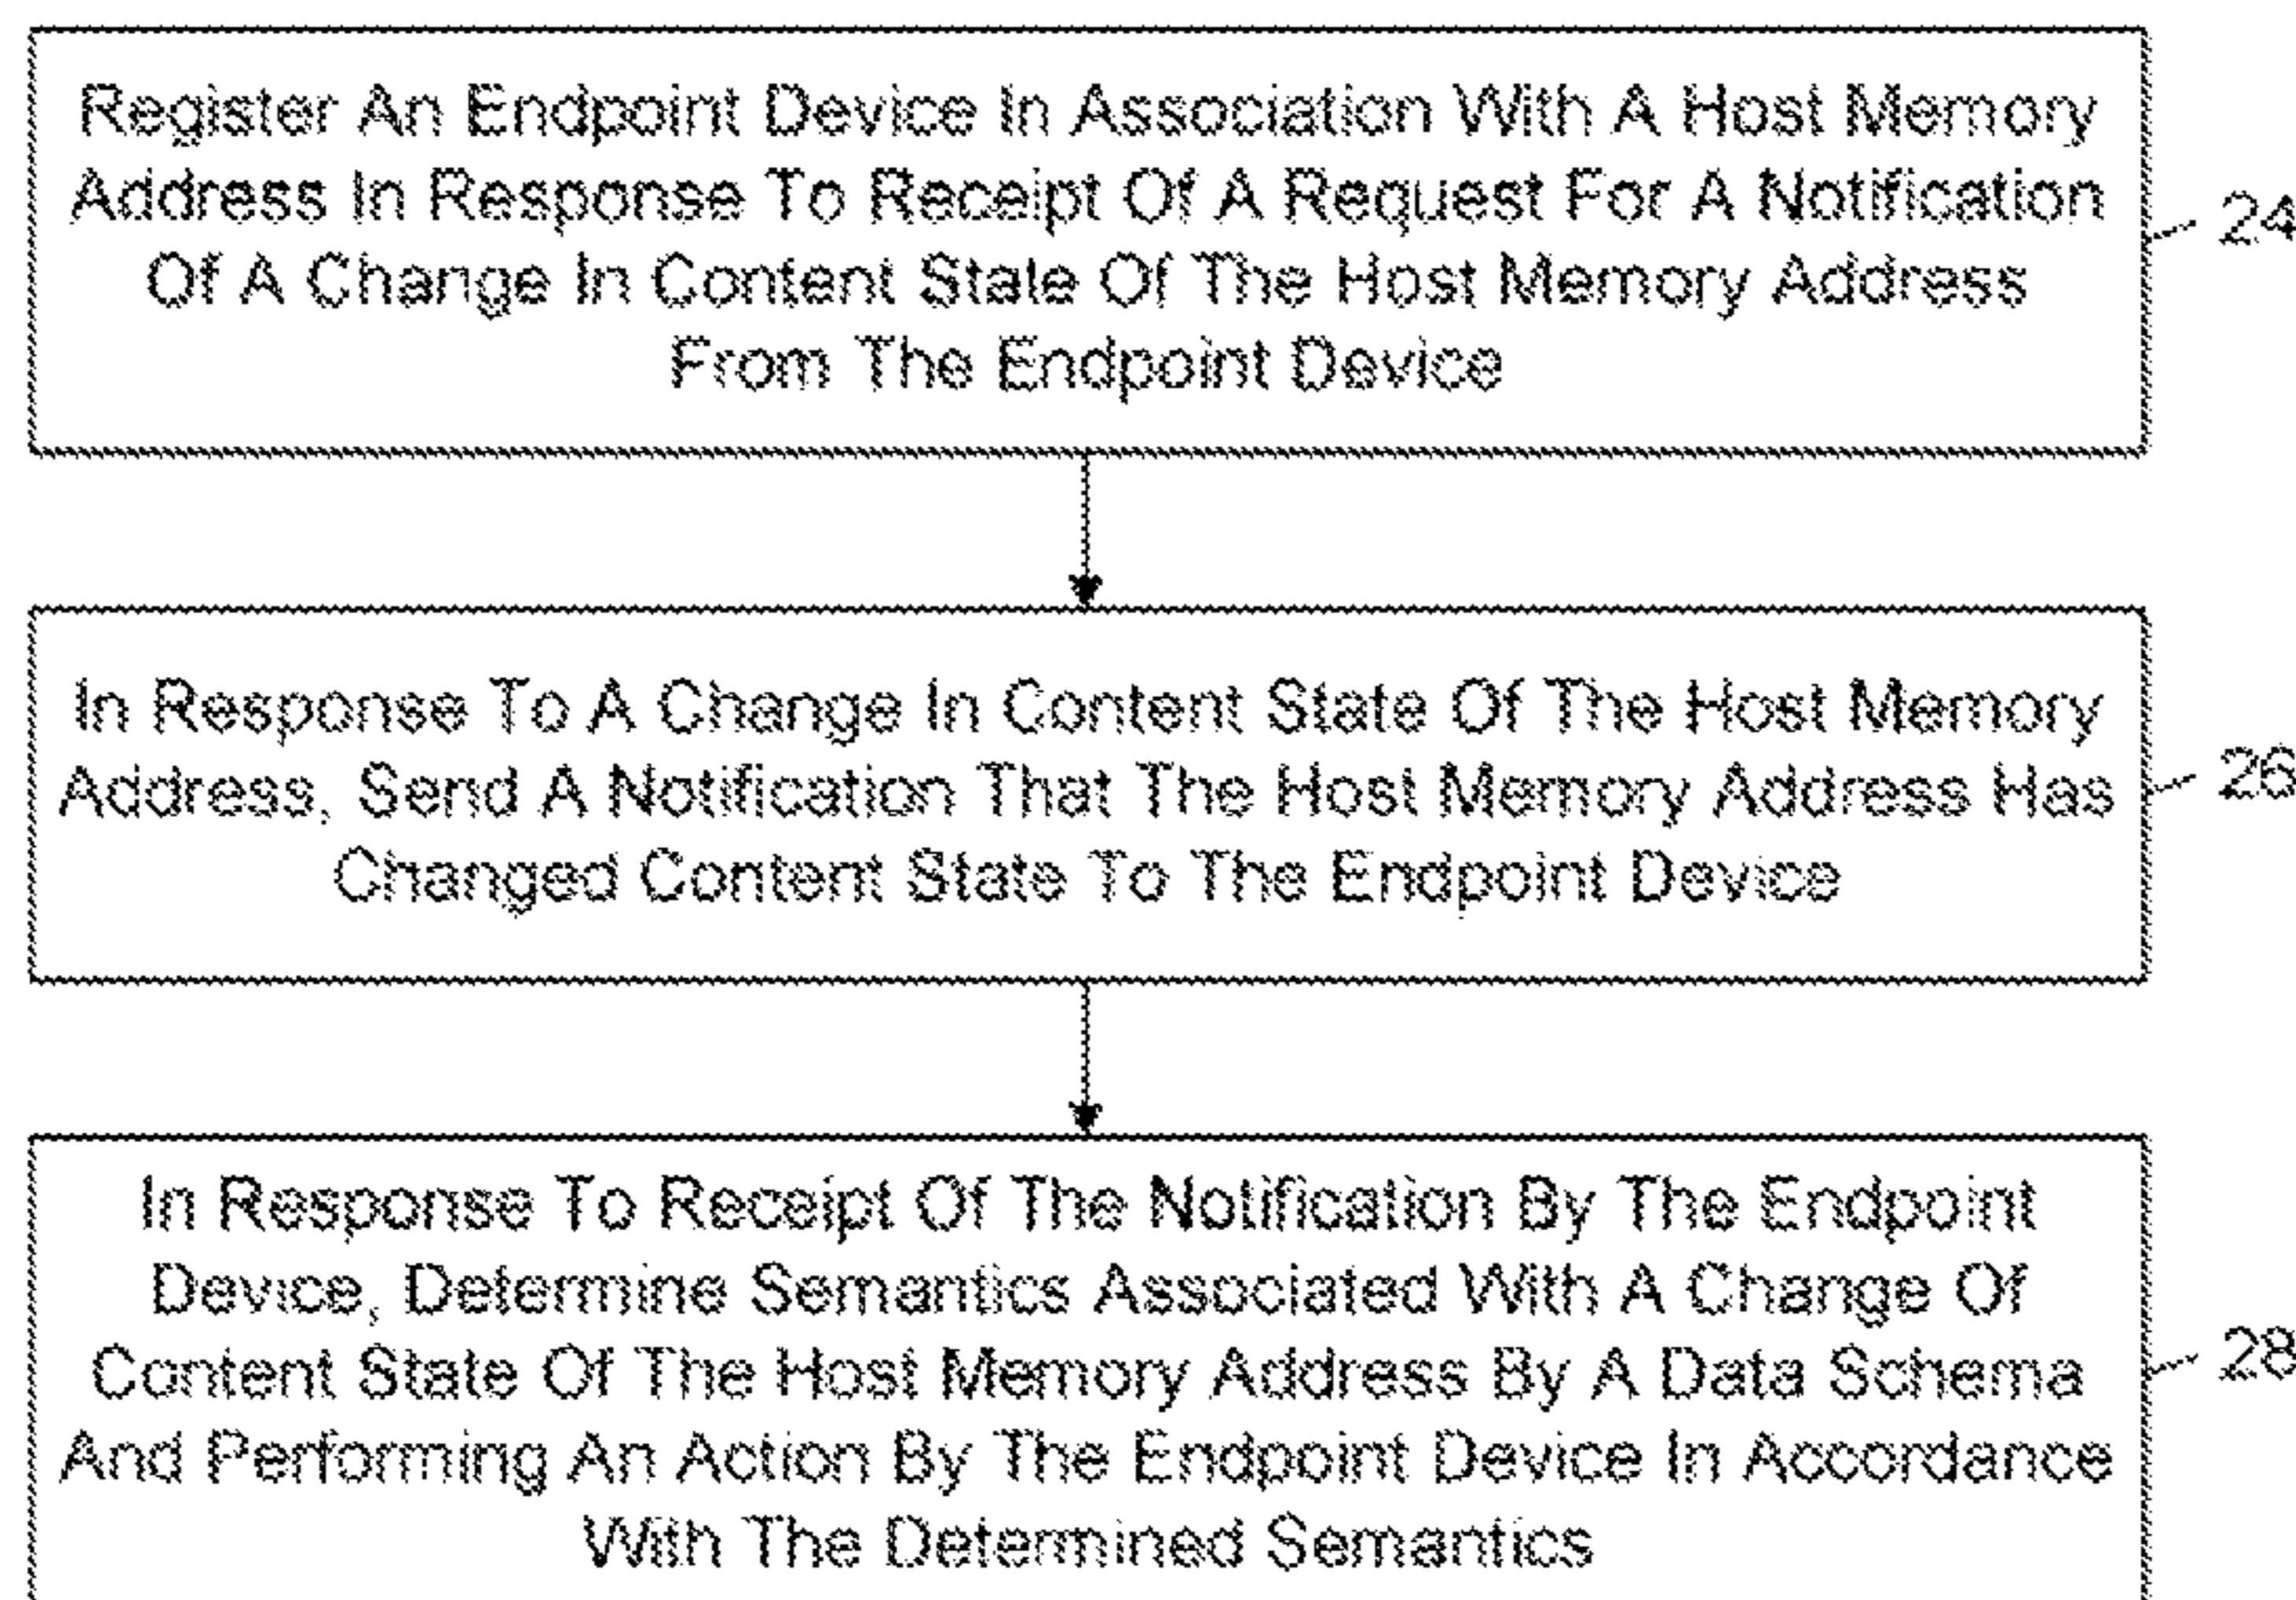 Register An Endpoint Device In Association With A Host Memory
Address In Response To Receipt Of A Request For A Notification
Of A Change In Content State Of The Host Memory Address
From The Endpoint Device
24
In Response To A Change In Content State Of The Host Memory
Address, Send A Notification That The Host Memory Address Has
Changed Content State To The Endpoint Device
26
In Response To Receipt Of The Notification By The Endpoint
Device, Determine Semantics Associated With A Change Of
Content State Of The Host Memory Address By A Data Schema
And Performing An Action By The Endpoint Device In Accordance
With The Determined Semantics
28